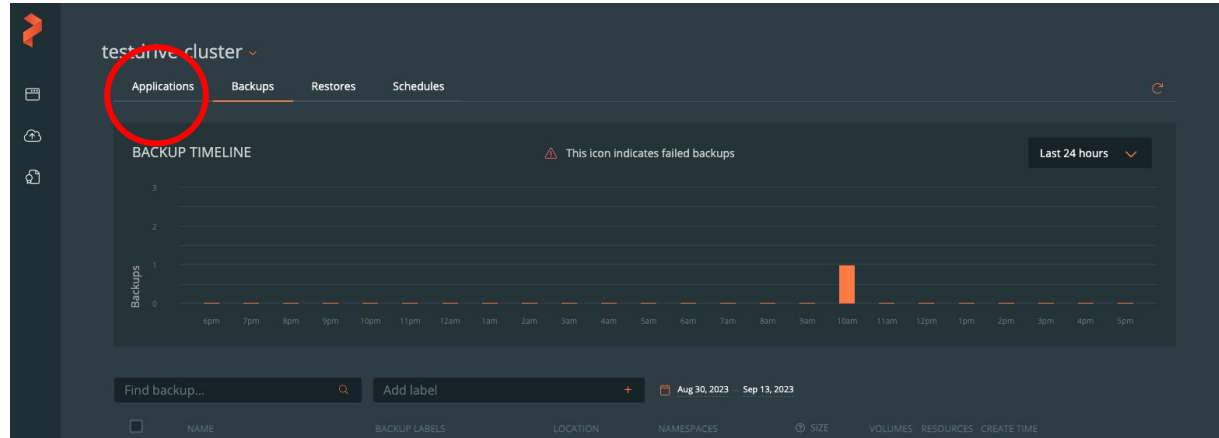 testdrive-cluster
Applications Backups Restores Schedules
BACKUP TIMELINE
This icon indicates failed backups
Last 24 hours
3
2
1
0
Backups
6pm 7pm 8pm 9pm 10pm 11pm 12am 1am 2am 3am 4am 5am 6am 7am 8am 9am 10am 11am 12pm 1pm 2pm 3pm 4pm 5pm
Find backup...
Add label +
Aug 30, 2023 - Sep 13, 2023
NAME BACKUP LABELS LOCATION NAMESPACES SIZE VOLUMES RESOURCES CREATE TIME